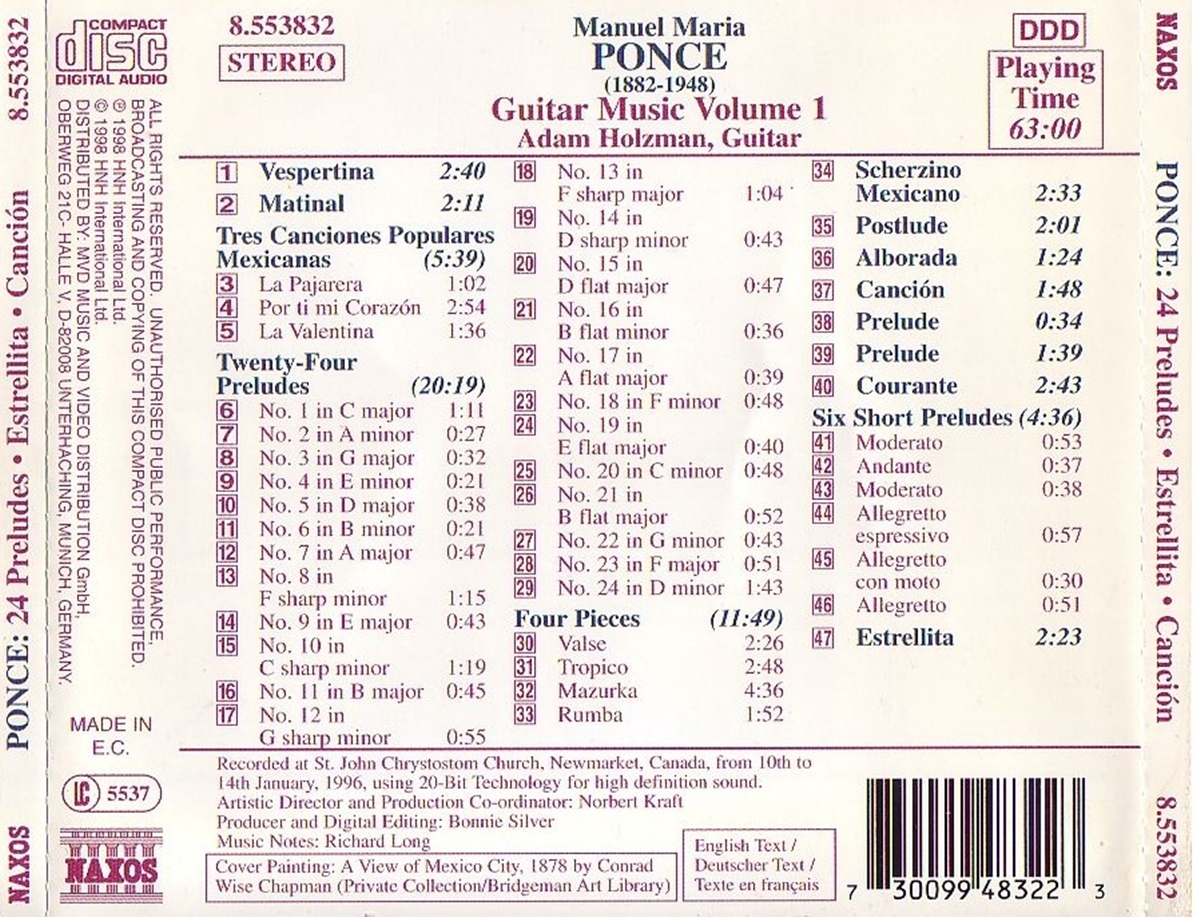 8.553832
PONCE: 24 Preludes • Estrellita • Canción
NAXOS
COMPACT
disc
DIGITAL AUDIO
ALL RIGHTS RESERVED. UNAUTHORISED PUBLIC PERFORMANCE,
BROADCASTING AND COPYING OF THIS COMPACT DISC PROHIBITED.
℗ 1998 HNH International Ltd.
© 1998 HNH International Ltd.
DISTRIBUTED BY: MVD MUSIC AND VIDEO DISTRIBUTION GmbH,
OBERWEG 21C- HALLE V. D-82008 UNTERHACHING, MUNICH, GERMANY.
MADE IN
E.C.
LC 5537
NAXOS
8.553832
STEREO
Manuel Maria
PONCE
(1882-1948)
Guitar Music Volume 1
Adam Holzman, Guitar
DDD
Playing
Time
63:00
1 Vespertina 2:40
2 Matinal 2:11
Tres Canciones Populares
Mexicanas (5:39)
3 La Pajarera 1:02
4 Por ti mi Corazón 2:54
5 La Valentina 1:36
Twenty-Four
Preludes (20:19)
6 No. 1 in C major 1:11
7 No. 2 in A minor 0:27
8 No. 3 in G major 0:32
9 No. 4 in E minor 0:21
10 No. 5 in D major 0:38
11 No. 6 in B minor 0:21
12 No. 7 in A major 0:47
13 No. 8 in
F sharp minor 1:15
14 No. 9 in E major 0:43
15 No. 10 in
C sharp minor 1:19
16 No. 11 in B major 0:45
17 No. 12 in
G sharp minor 0:55
18 No. 13 in
F sharp major 1:04
19 No. 14 in
D sharp minor 0:43
20 No. 15 in
D flat major 0:47
21 No. 16 in
B flat minor 0:36
22 No. 17 in
A flat major 0:39
23 No. 18 in F minor 0:48
24 No. 19 in
E flat major 0:40
25 No. 20 in C minor 0:48
26 No. 21 in
B flat major 0:52
27 No. 22 in G minor 0:43
28 No. 23 in F major 0:51
29 No. 24 in D minor 1:43
Four Pieces (11:49)
30 Valse 2:26
31 Tropico 2:48
32 Mazurka 4:36
33 Rumba 1:52
34 Scherzino
Mexicano 2:33
35 Postlude 2:01
36 Alborada 1:24
37 Canción 1:48
38 Prelude 0:34
39 Prelude 1:39
40 Courante 2:43
Six Short Preludes (4:36)
41 Moderato 0:53
42 Andante 0:37
43 Moderato 0:38
44 Allegretto
espressivo 0:57
45 Allegretto
con moto 0:30
46 Allegretto 0:51
47 Estrellita 2:23
Recorded at St. John Chrystostom Church, Newmarket, Canada, from 10th to
14th January, 1996, using 20-Bit Technology for high definition sound.
Artistic Director and Production Co-ordinator: Norbert Kraft
Producer and Digital Editing: Bonnie Silver
Music Notes: Richard Long
Cover Painting: A View of Mexico City, 1878 by Conrad
Wise Chapman (Private Collection/Bridgeman Art Library)
English Text /
Deutscher Text /
Texte en français
7 30099 48322 3
NAXOS
PONCE: 24 Preludes • Estrellita • Canción
8.553832